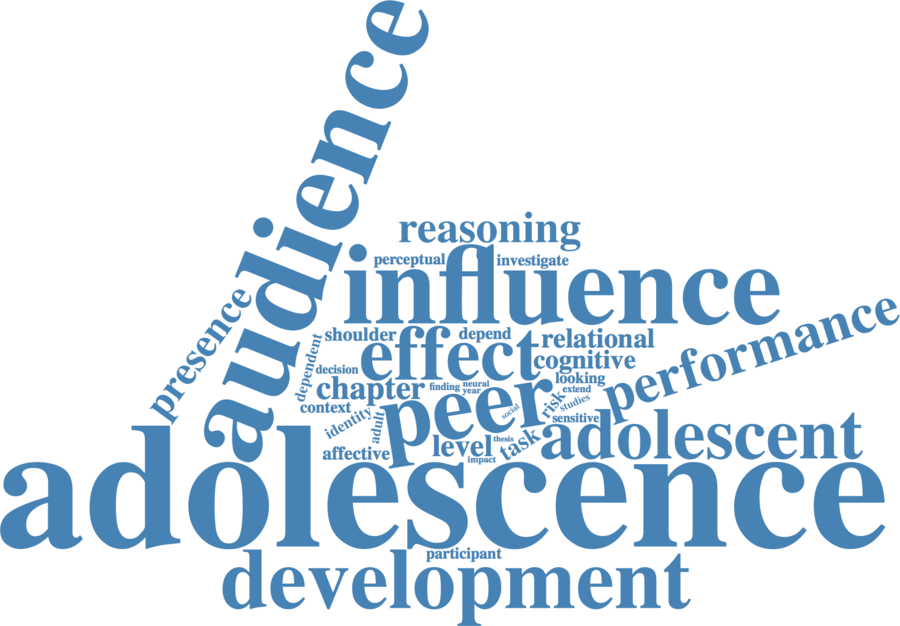 audience
reasoning
perceptual
investigate
influence
presence
shoulder
depend
relational
performance
dependent
effect
cognitive
decision
looking
chapter
finding
neural
year
extend
peer
risk
studies
context
social
sensitive
identity
adult
adolescent
level
thesis
task
affective
impact
adolescence
participant
development